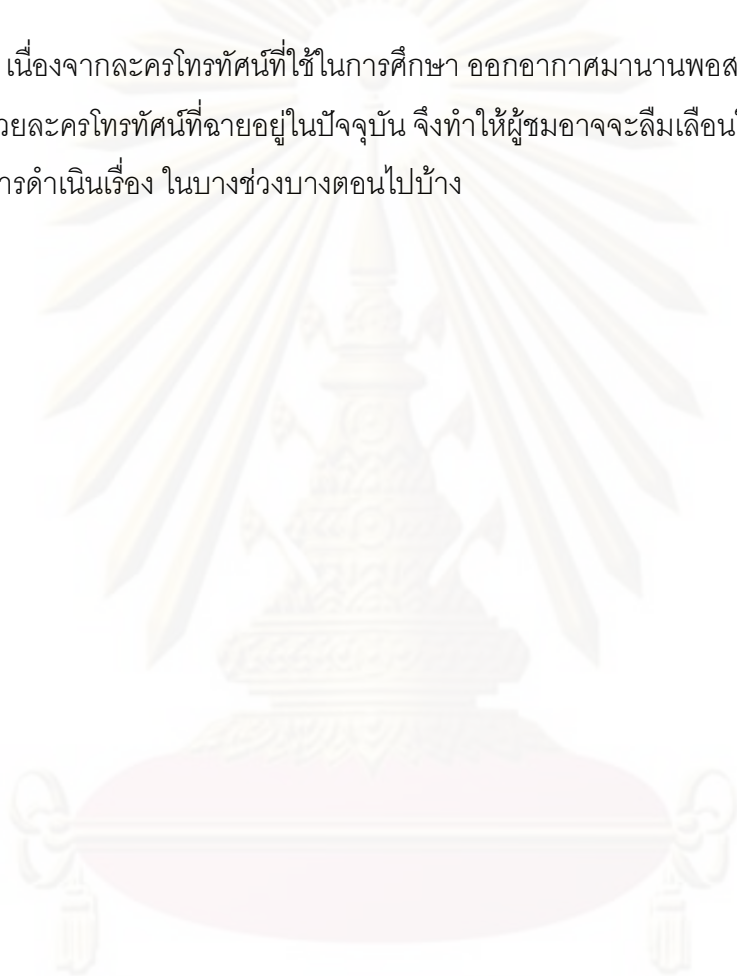 เนื่องจากละครโทรทัศน์ที่ใช้ในการศึกษา ออกอากาศมานานพอส
วยละครโทรทัศน์ที่ฉายอยู่ในปัจจุบัน จึงทำให้ผู้ชมอาจจะลืมเลือน
ารดำเนินเรื่อง ในบางช่วงบางตอนไปบ้าง